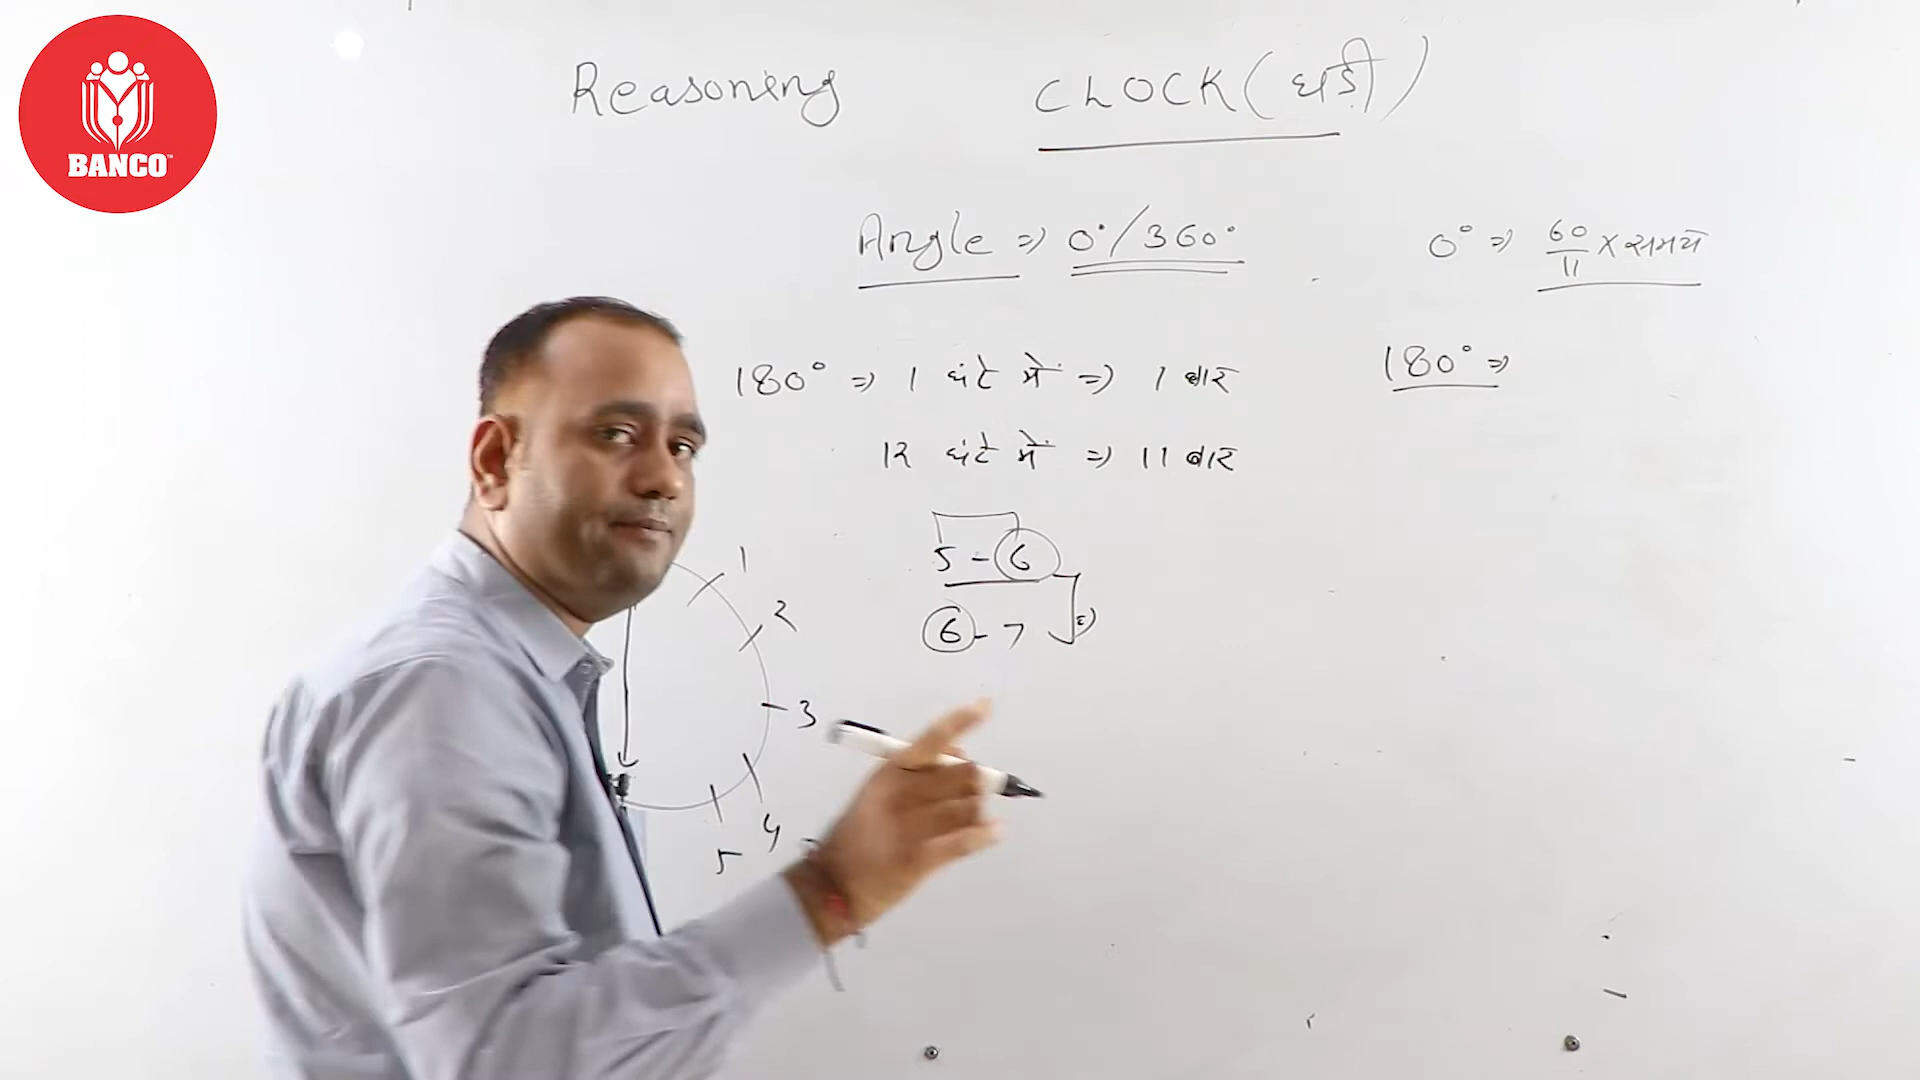 BANCO™
Reasoning CLOCK (घड़ी)
Angle ⇒ 0°/360°
0° ⇒ 60/11 × समय
180° ⇒ 1 घंटे में ⇒ 1 बार
180° ⇒
12 घंटे में ⇒ 11 बार
5 - 6
6 - 7
1
2
3
4
5